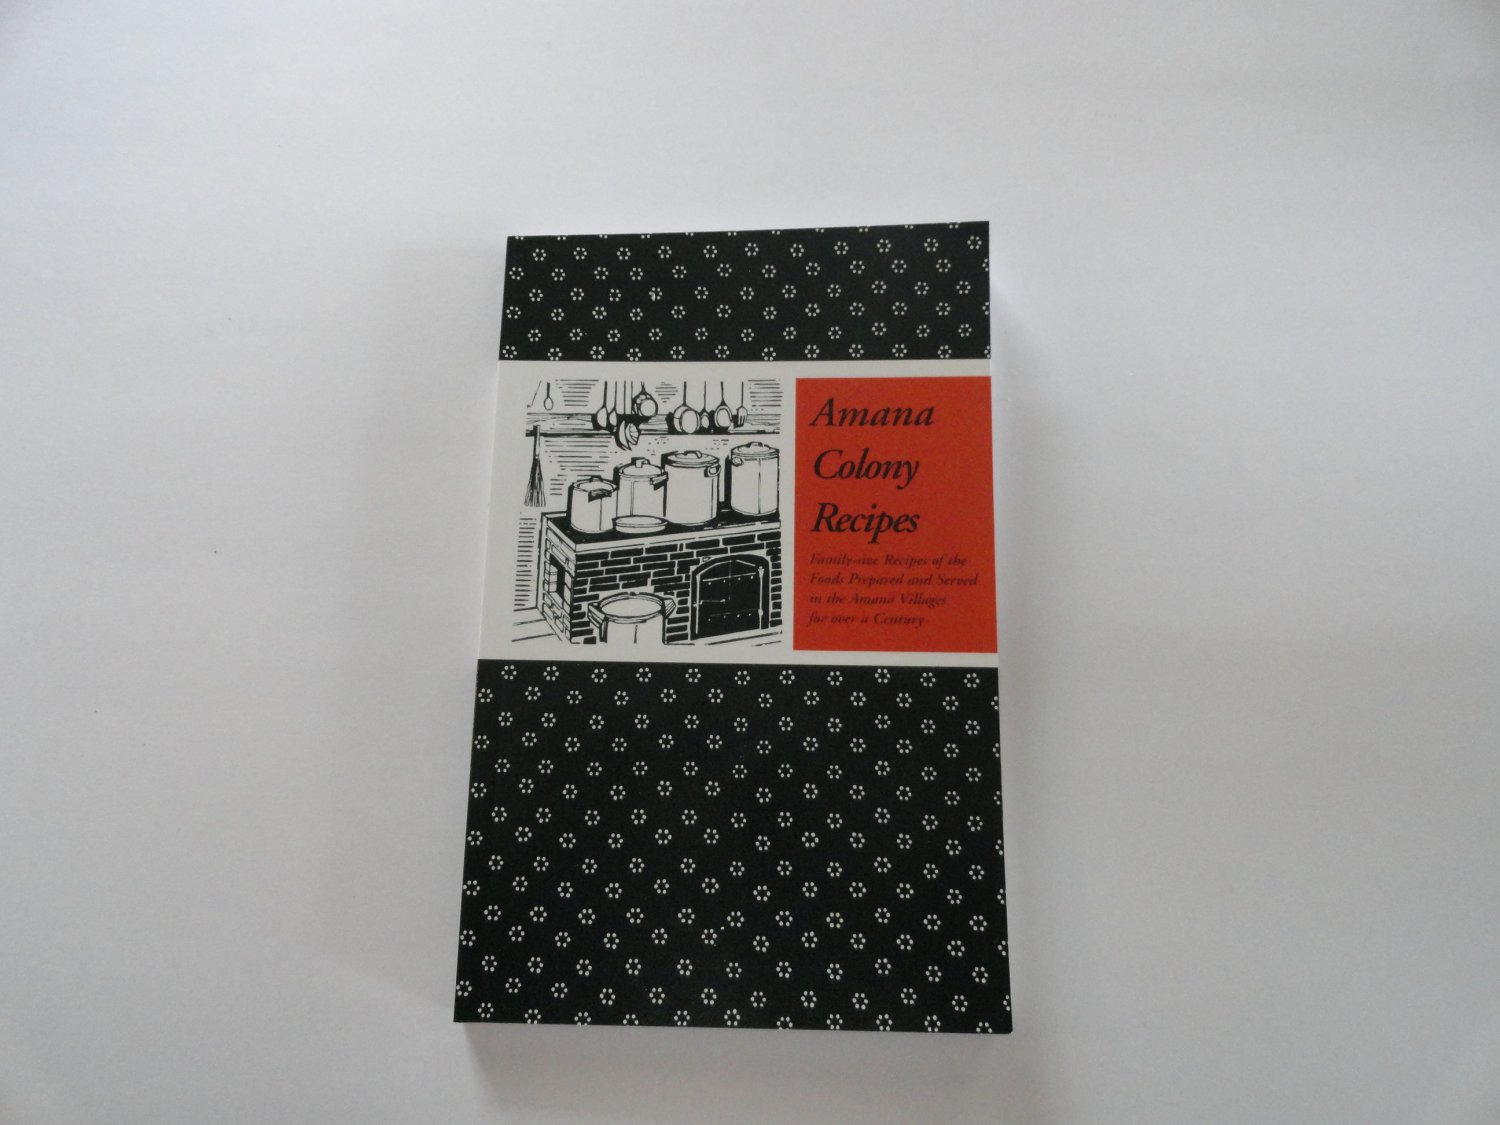 Amana
Colony
Recipes
Family-size Recipes of the
Foods Prepared and Served
in the Amana Villages
for over a Century